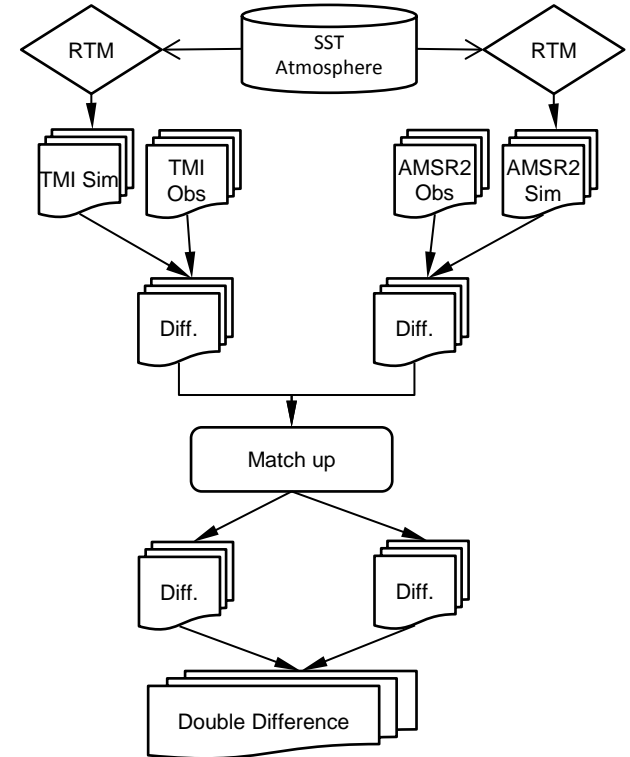 RTM
SST
Atmosphere
RTM
TMI Sim
TMI
Obs
AMSR2
Obs
AMSR2
Sim
Diff.
Diff.
Match up
Diff.
Diff.
Double Difference